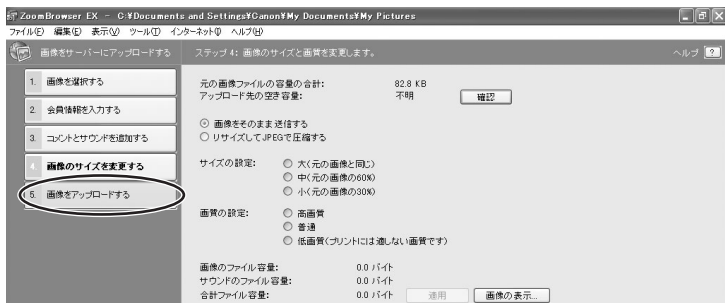 ZoomBrowser EX - C:¥Documents and Settings¥Canon¥My Documents¥My Pictures
ファイル(F) 編集(E) 表示(V) ツール(T) インターネット(I) ヘルプ(H)
画像をサーバーにアップロードする ステップ 4: 画像のサイズと画質を変更します。 ヘルプ ?
1. 画像を選択する
2. 会員情報を入力する
3. コメントとサウンドを追加する
4. 画像のサイズを変更する
5. 画像をアップロードする
元の画像ファイルの容量の合計: 82.8 KB
アップロード先の空き容量: 不明 確認
画像をそのまま送信する
リサイズしてJPEGで圧縮する
サイズの設定: 大(元の画像と同じ)
中(元の画像の60%)
小(元の画像の30%)
画質の設定: 高画質
普通
低画質(プリントには適しない画質です)
画像のファイル容量: 0.0 バイト
サウンドのファイル容量: 0.0 バイト
合計ファイル容量: 0.0 バイト 適用 画像の表示...